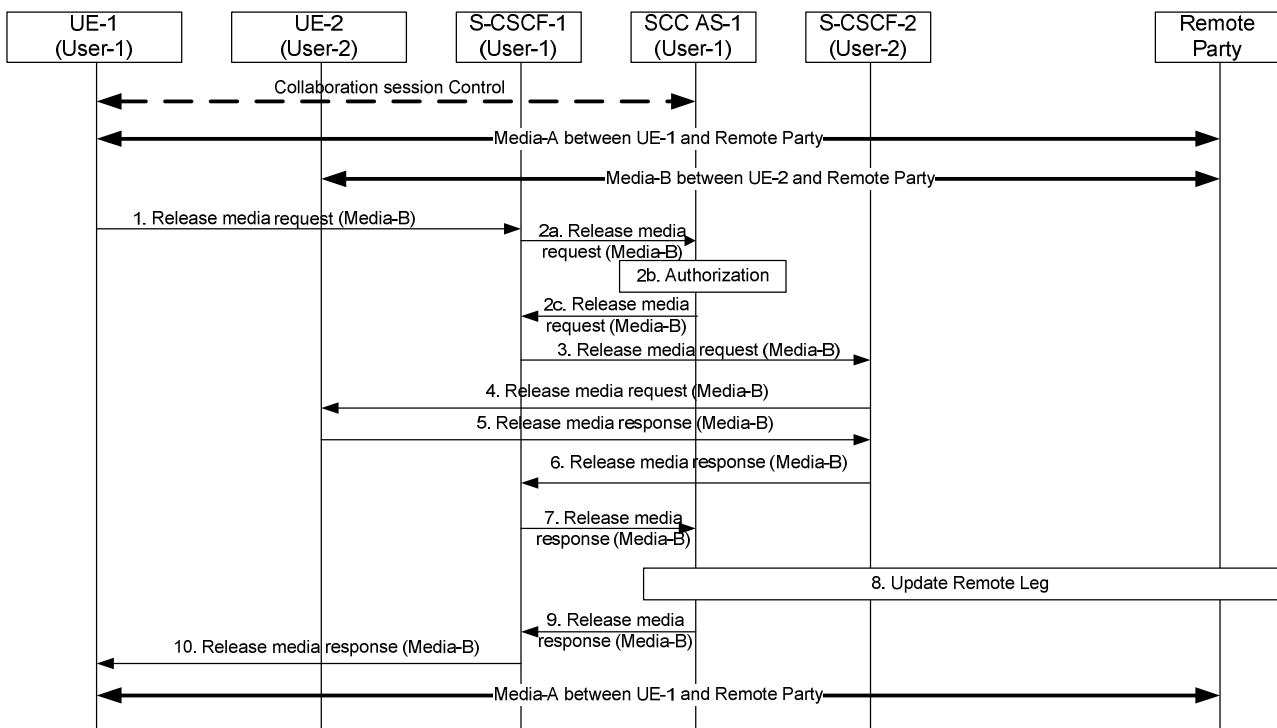 UE-1
(User-1)
UE-2
(User-2)
S-CSCF-1
(User-1)
SCC AS-1
(User-1)
S-CSCF-2
(User-2)
Remote
Party
Collaboration session Control
Media-A between UE-1 and Remote Party
Media-B between UE-2 and Remote Party
1. Release media request (Media-B)
2a. Release media
request (Media-B)
2b. Authorization
2c. Release media
request (Media-B)
3. Release media request (Media-B)
4. Release media request (Media-B)
5. Release media response (Media-B)
6. Release media response (Media-B)
7. Release media
response (Media-B)
8. Update Remote Leg
9. Release media
response (Media-B)
10. Release media response (Media-B)
Media-A between UE-1 and Remote Party